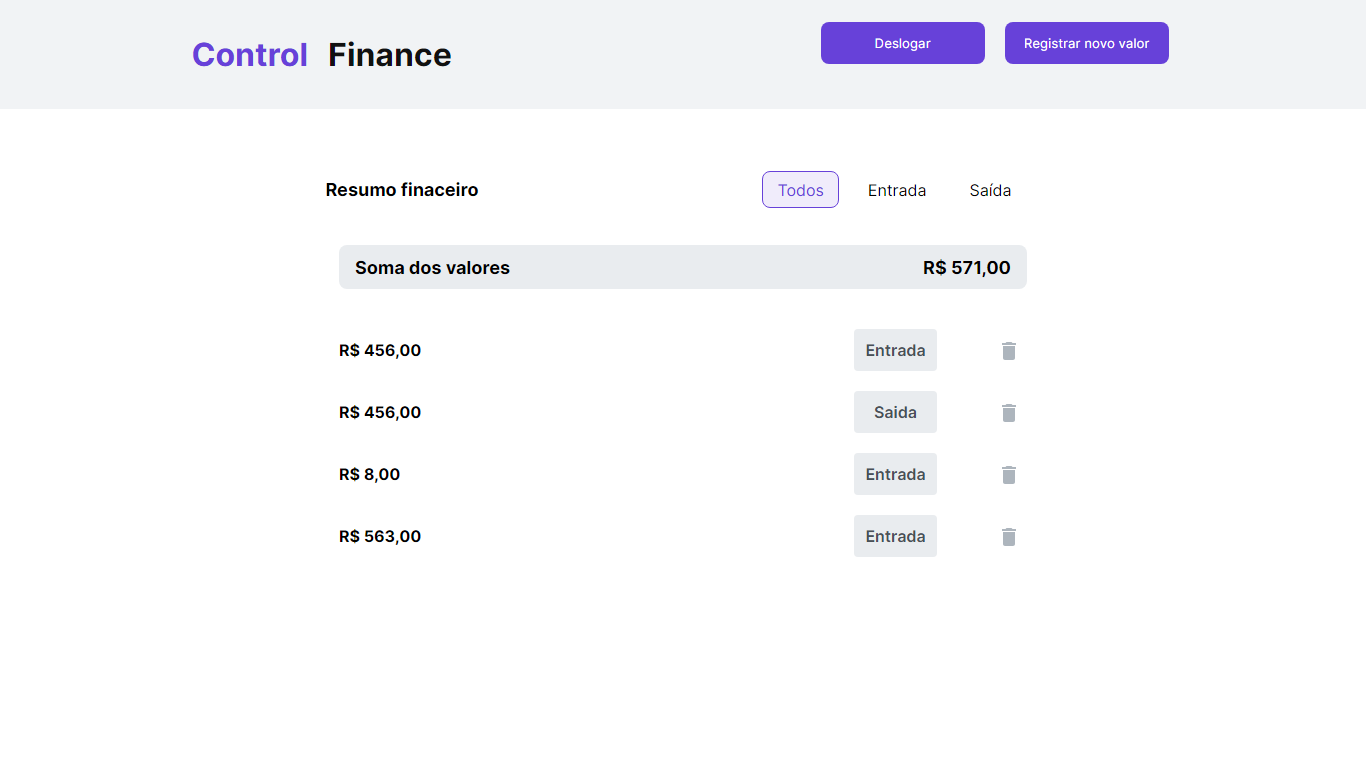 Control Finance
Deslogar
Registrar novo valor
Resumo finaceiro
Todos
Entrada
Saída
Soma dos valores R$ 571,00
R$ 456,00 Entrada
R$ 456,00 Saida
R$ 8,00 Entrada
R$ 563,00 Entrada